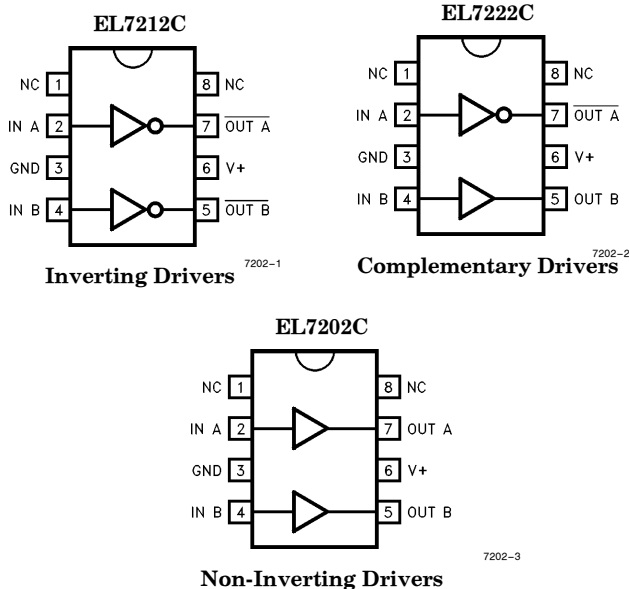 EL7212C
NC 1 8 NC
IN A 2 7 OUT A
GND 3 6 V+
IN B 4 5 OUT B
7202–1
Inverting Drivers
EL7222C
NC 1 8 NC
IN A 2 7 OUT A
GND 3 6 V+
IN B 4 5 OUT B
7202–2
Complementary Drivers
EL7202C
NC 1 8 NC
IN A 2 7 OUT A
GND 3 6 V+
IN B 4 5 OUT B
7202–3
Non-Inverting Drivers